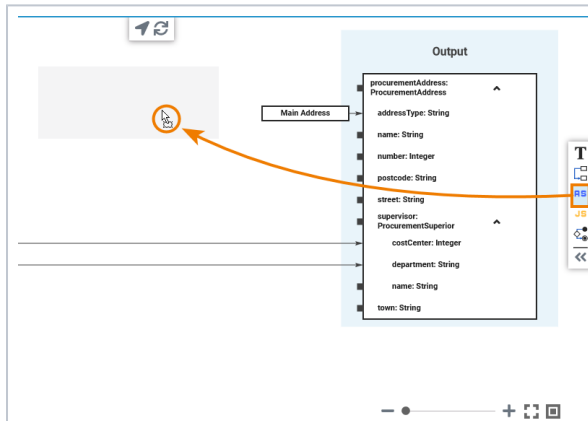 Output
procurementAddress:
ProcurementAddress
Main Address
addressType: String
name: String
number: Integer
postcode: String
street: String
supervisor:
ProcurementSuperior
costCenter: Integer
department: String
name: String
town: String
T
AS
JS